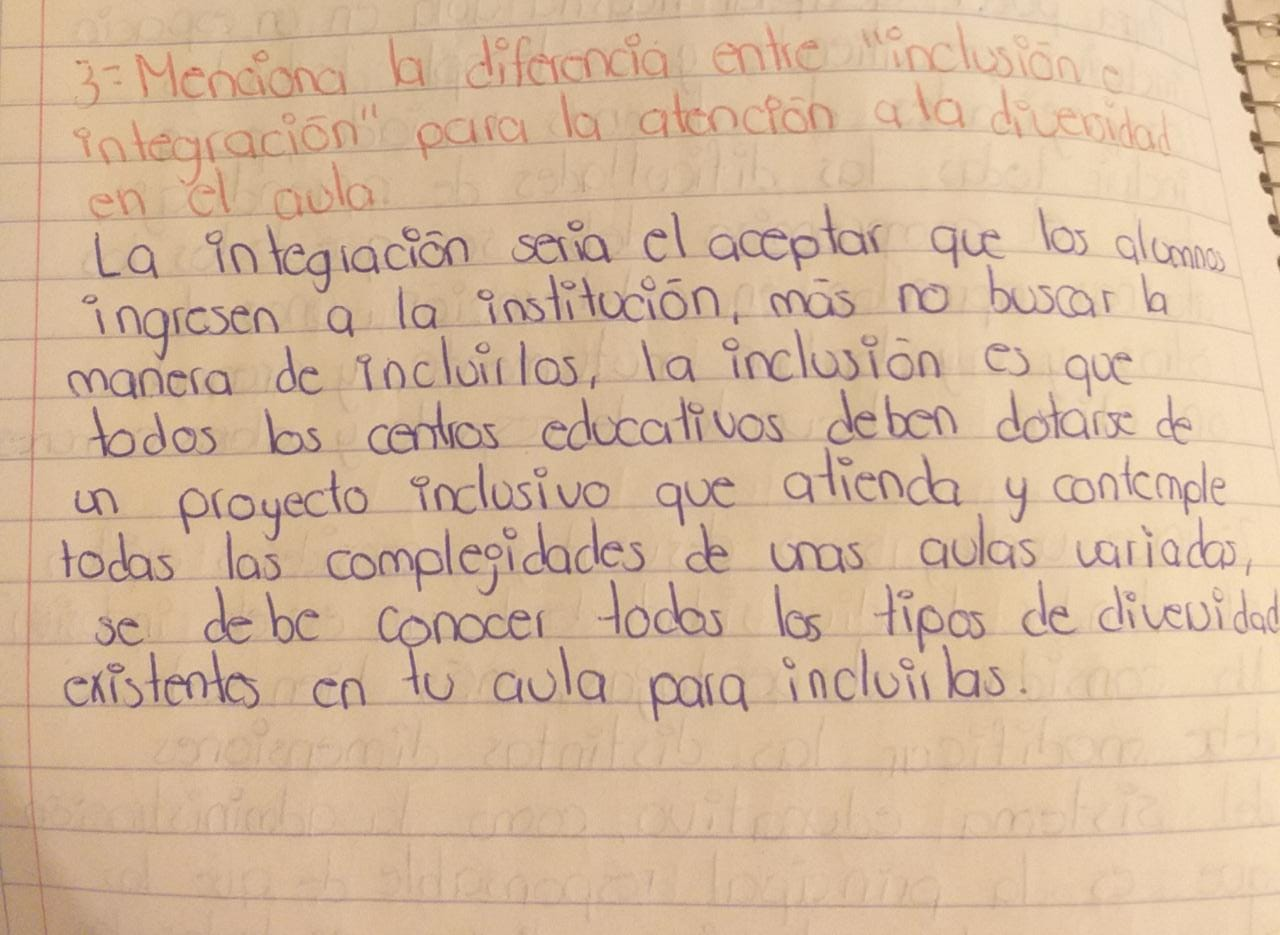 3= Menciona la diferencia entre "inclusión e
integración" para la atención a la diversidad
en el aula
La integración seria el aceptar que los alumnos
ingresen a la institución, más no buscar la
manera de incluirlos, la inclusión es que
todos los centros educativos deben dotarse de
un proyecto inclusivo que atienda y contemple
todas las complegidades de unas aulas variadas,
se debe conocer todos los tipos de diversidad
existentes en tu aula para incluirlas.